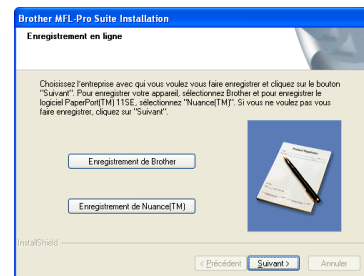 Brother MFL-Pro Suite Installation
Enregistrement en ligne
Choisissez l'entreprise avec qui vous voulez vous faire enregistrer et cliquez sur le bouton
"Suivant". Pour enregistrer votre appareil, sélectionnez Brother et pour enregistrer le
logiciel PaperPort(TM) 11SE, sélectionnez "Nuance(TM)". Si vous ne voulez pas vous
faire enregistrer, cliquez sur "Suivant".
Enregistrement de Brother
Enregistrement de Nuance(TM)
InstallShield
< Précédent
Suivant >
Annuler